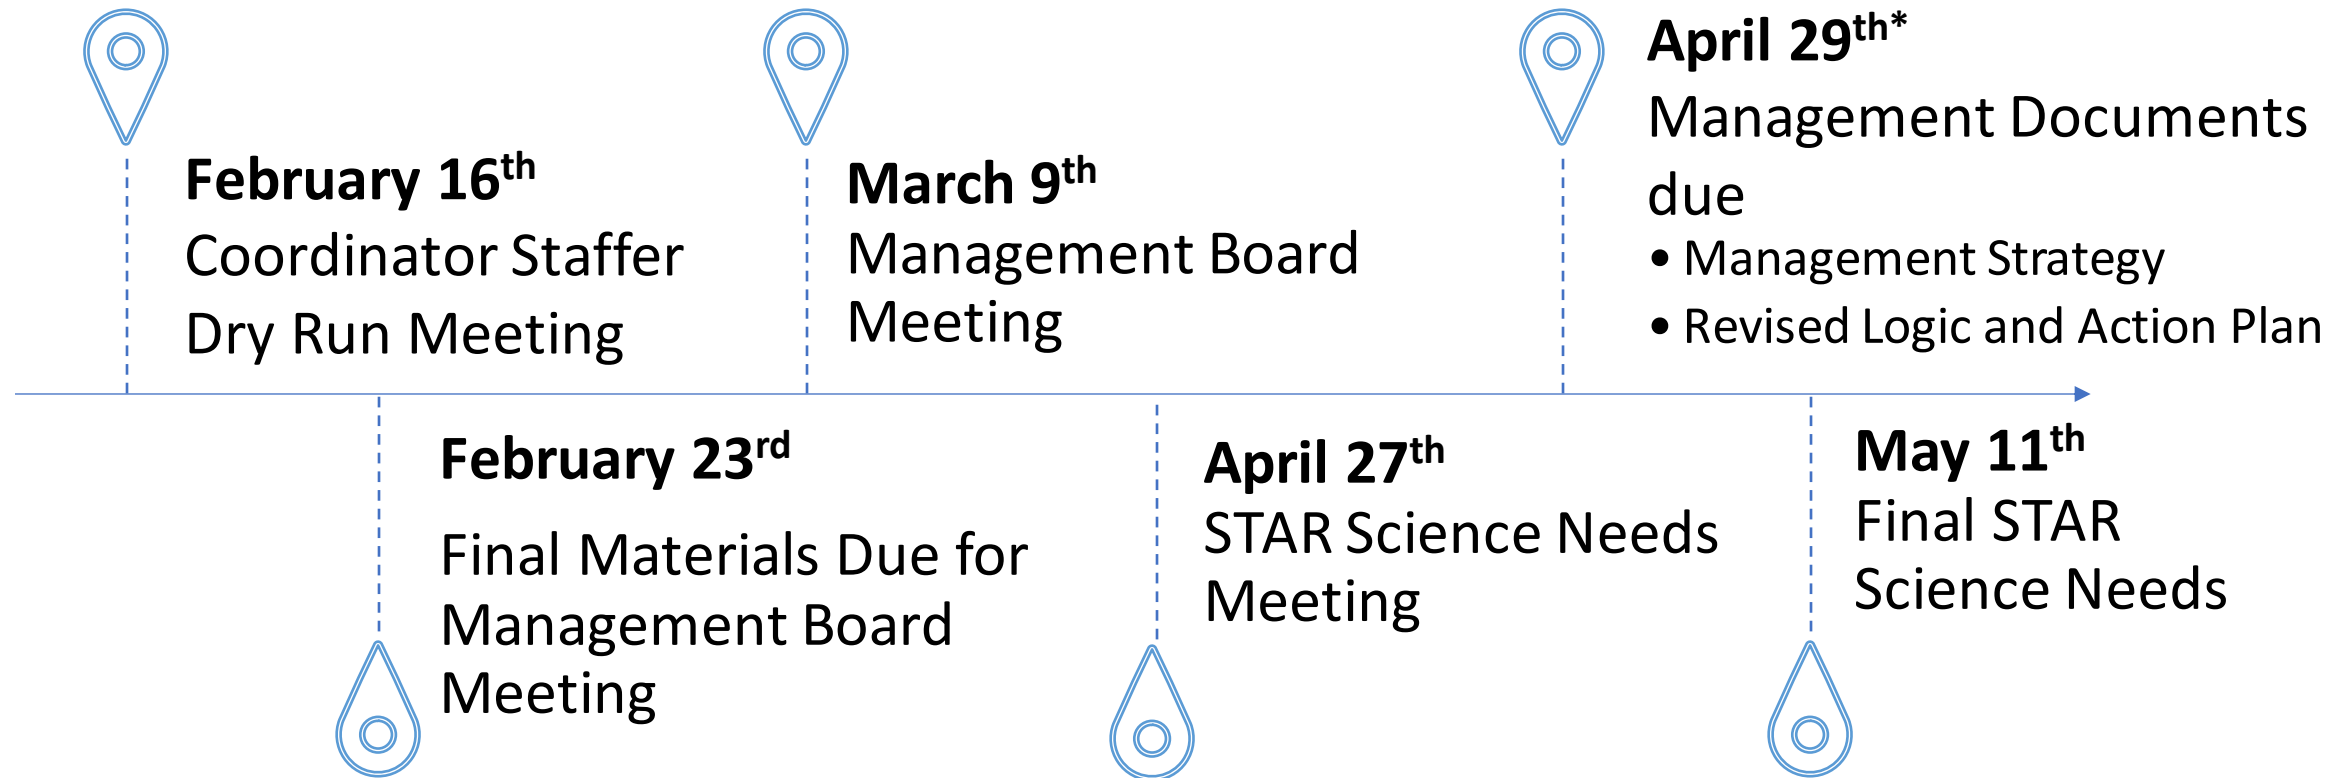 February 16th
Coordinator Staffer
Dry Run Meeting
February 23rd
Final Materials Due for
Management Board
Meeting
March 9th
Management Board
Meeting
April 27th
STAR Science Needs
Meeting
April 29th*
Management Documents
due
• Management Strategy
• Revised Logic and Action Plan
May 11th
Final STAR
Science Needs